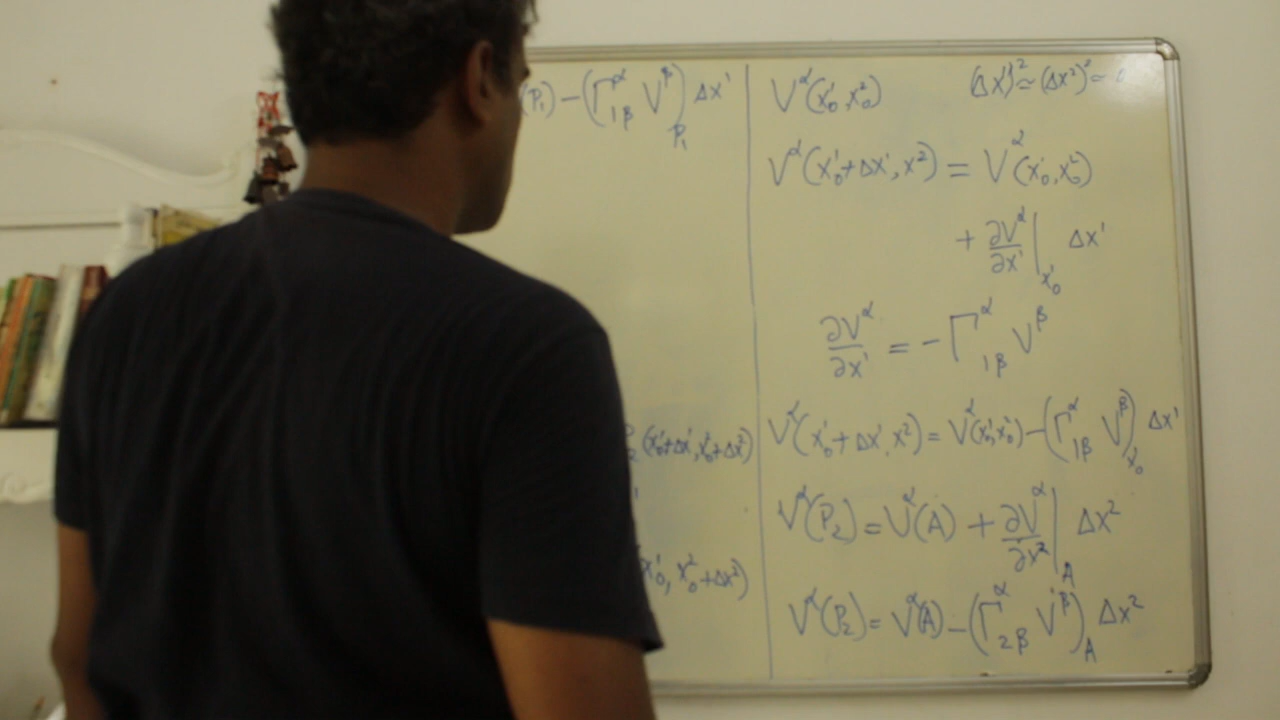 (P₁) − (Γ^α_{1β} V^β)_{P₁} Δx¹
₂(x¹₀+Δx¹, x²₀+Δx²)
x¹₀, x²₀+Δx²)
V^α(x¹₀, x²₀)
(Δx¹)² ≃ (Δx²)² ≃ 0
V^α(x¹₀+Δx¹, x²) = V^α(x¹₀, x²₀)
+ ∂V^α/∂x¹ |_{x¹₀} Δx¹
∂V^α/∂x¹ = − Γ^α_{1β} V^β
V^α(x¹₀+Δx¹, x²) = V^α(x¹₀, x²₀) − (Γ^α_{1β} V^β)_{x¹₀} Δx¹
V^α(P₂) = V^α(A) + ∂V^α/∂x² |_A Δx²
V^α(P₂) = V^α(A) − (Γ^α_{2β} V^β)_A Δx²